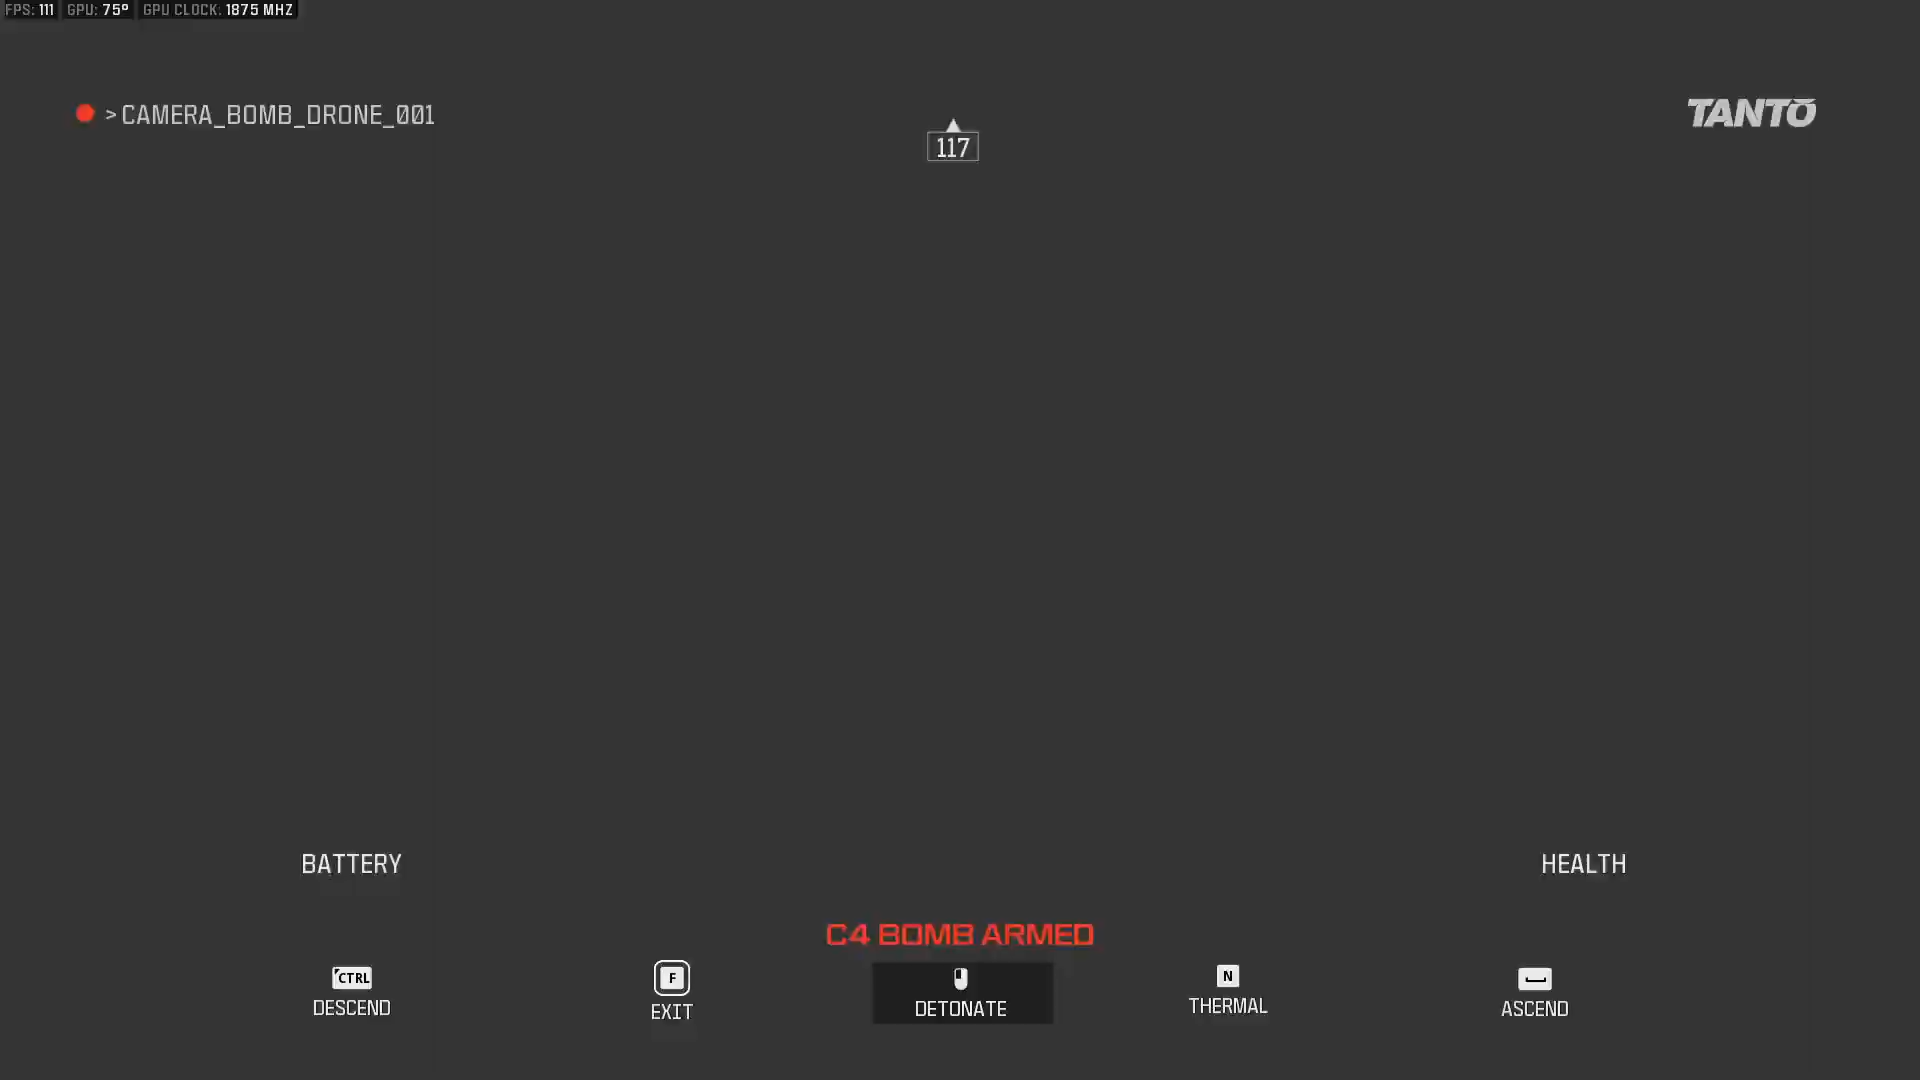 FPS: 111 GPU: 75° GPU CLOCK: 1875 MHZ
>CAMERA_BOMB_DRONE_001
TANTO
117
BATTERY
HEALTH
C4 BOMB ARMED
CTRL
DESCEND
F
EXIT
DETONATE
N
THERMAL
ASCEND